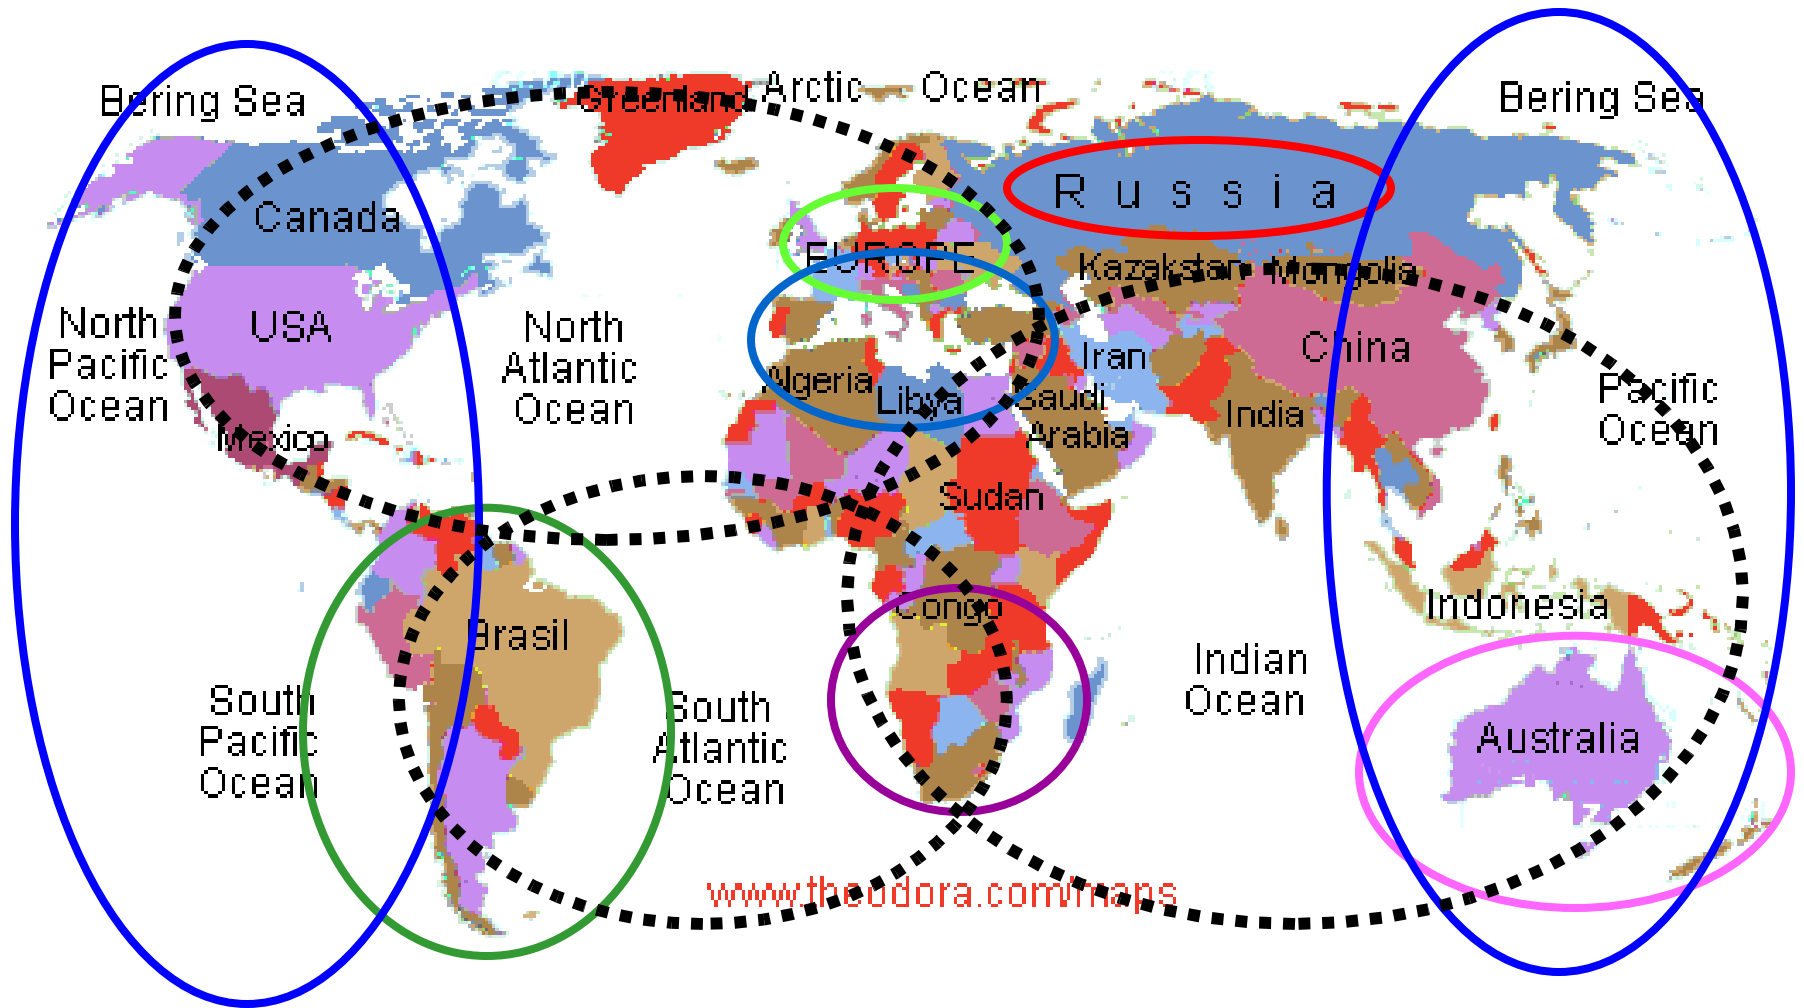 Arctic Ocean
Bering Sea
Greenland
Bering Sea
Russia
Canada
EUROPE
Kazakstan
Mongolia
North
Pacific
Ocean
USA
North
Atlantic
Ocean
Algeria
Libya
Iran
Saudi
Arabia
India
China
Pacific
Ocean
Mexico
Sudan
Congo
Indonesia
Brasil
Indian
Ocean
South
Pacific
Ocean
South
Atlantic
Ocean
Australia
www.theodora.com/maps